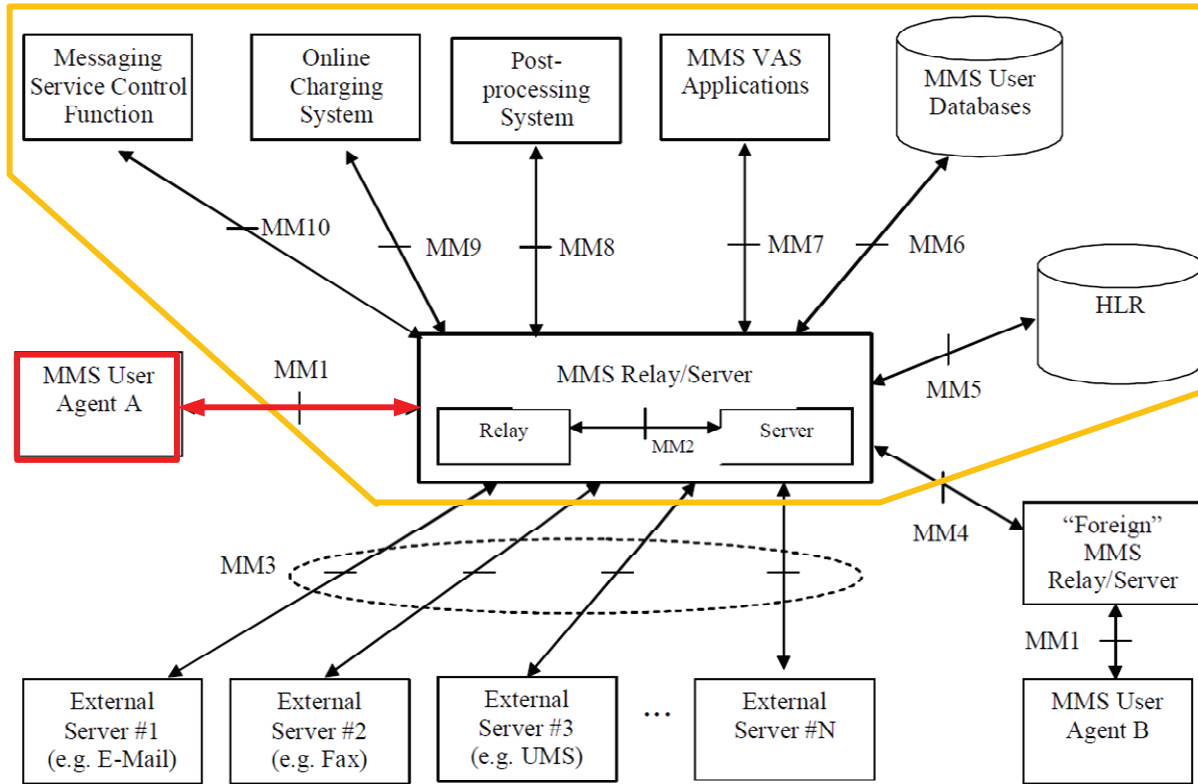 Messaging
Service Control
Function
Online
Charging
System
Post-
processing
System
MMS VAS
Applications
MMS User
Databases
MM10
MM9
MM8
MM7
MM6
HLR
MMS User
Agent A
MM1
MMS Relay/Server
MM5
Relay
MM2
Server
MM4
“Foreign”
MMS
Relay/Server
MM3
MM1
External
Server #1
(e.g. E-Mail)
External
Server #2
(e.g. Fax)
External
Server #3
(e.g. UMS)
...
External
Server #N
MMS User
Agent B